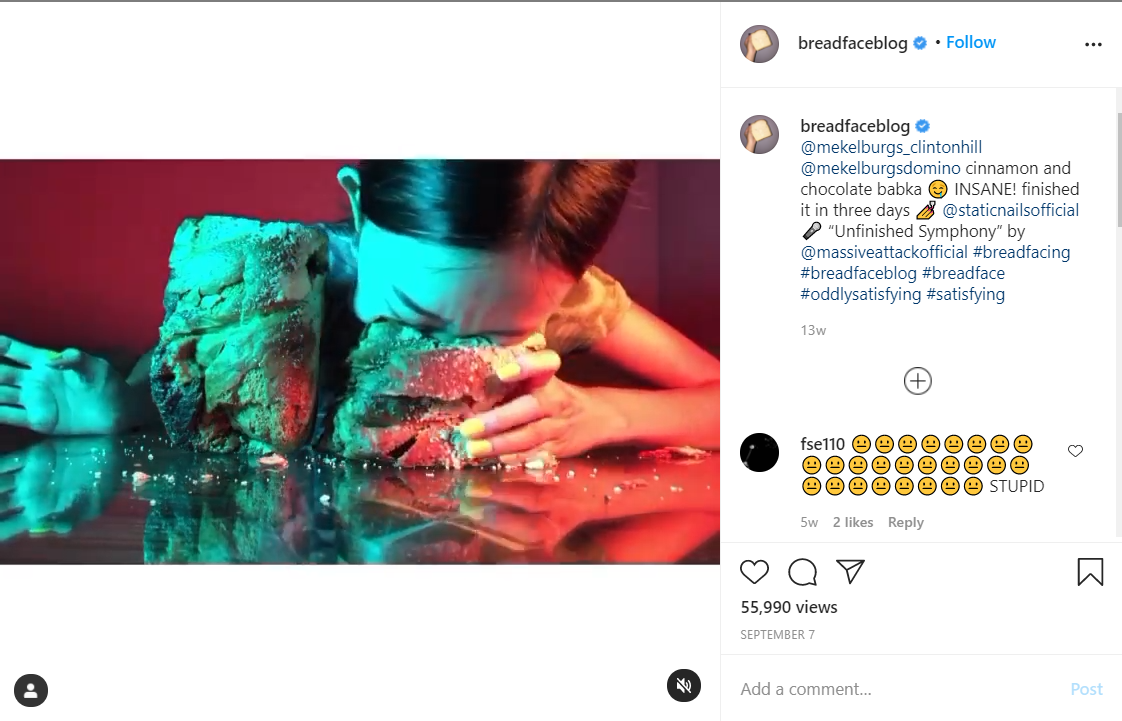 breadfaceblog • Follow
breadfaceblog
@mekelburgs_clintonhill
@mekelburgsdomino cinnamon and
chocolate babka 🤤 INSANE! finished
it in three days 💅 @staticnailsofficial
🎤 “Unfinished Symphony” by
@massiveattackofficial #breadfacing
#breadfaceblog #breadface
#oddlysatisfying #satisfying
13w
fse110 😐😐😐😐😐😐😐😐
😐😐😐😐😐😐😐😐😐😐
😐😐😐😐😐😐😐😐 STUPID
5w 2 likes Reply
55,990 views
SEPTEMBER 7
Add a comment... Post